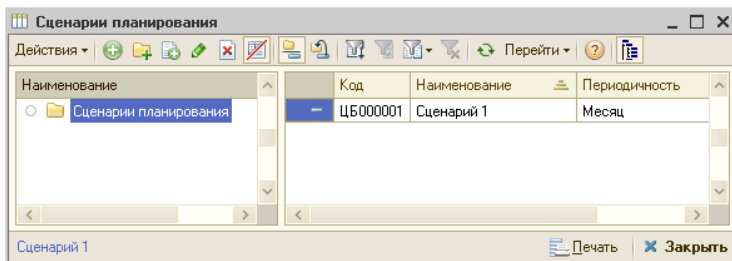 Сценарии планирования
Действия Перейти
Наименование Код Наименование Периодичность
Сценарии планирования ЦБ000001 Сценарий 1 Месяц
Сценарий 1 Печать Закрыть